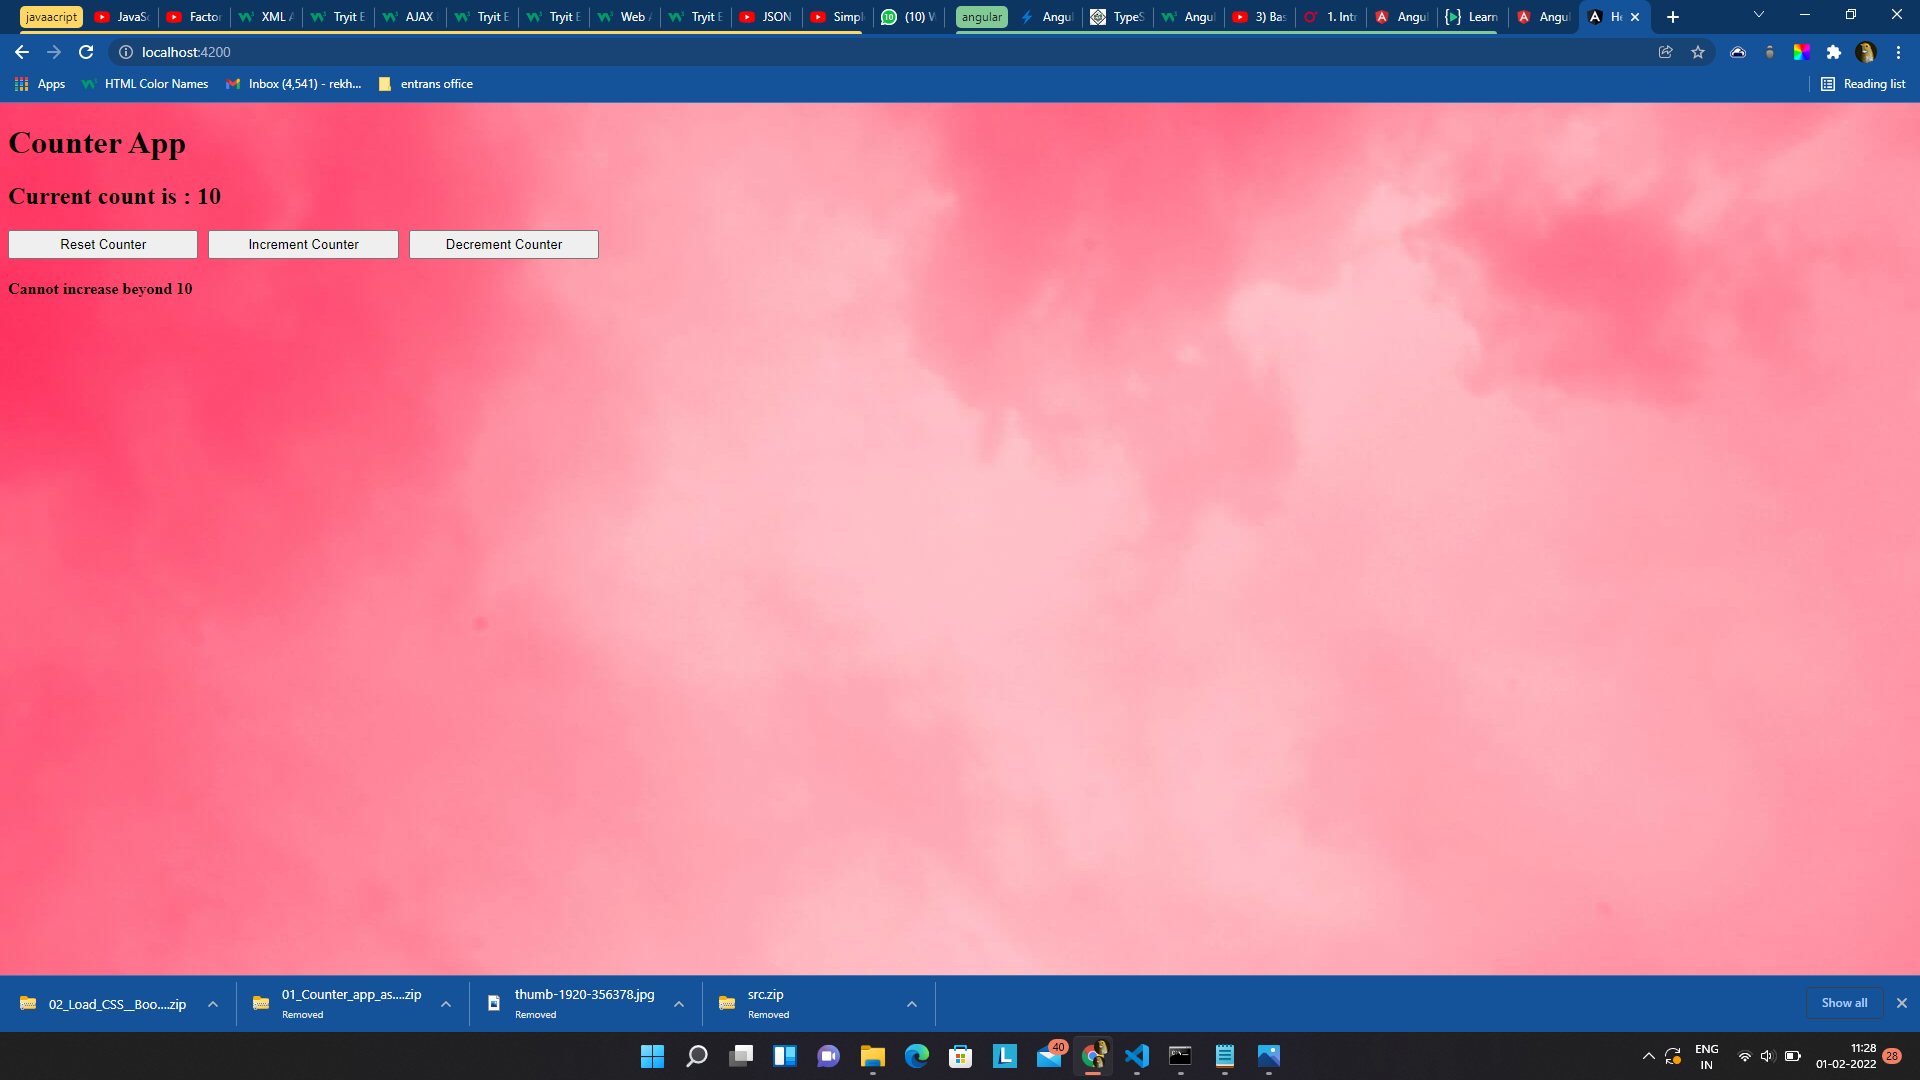 javaacript
JavaSc
Factor
XML A
Tryit E
AJAX
Tryit E
Tryit E
Web A
Tryit E
JSON
Simple
(10) W
angular
Angul
TypeS
Angul
3) Bas
1. Intr
Angul
Learn
Angul
He
localhost:4200
Apps
HTML Color Names
Inbox (4,541) - rekh...
entrans office
Reading list
Counter App
Current count is : 10
Reset Counter
Increment Counter
Decrement Counter
Cannot increase beyond 10
02_Load_CSS__Boo....zip
01_Counter_app_as....zip
Removed
thumb-1920-356378.jpg
Removed
src.zip
Removed
Show all
40
ENG
IN
11:28
01-02-2022
28